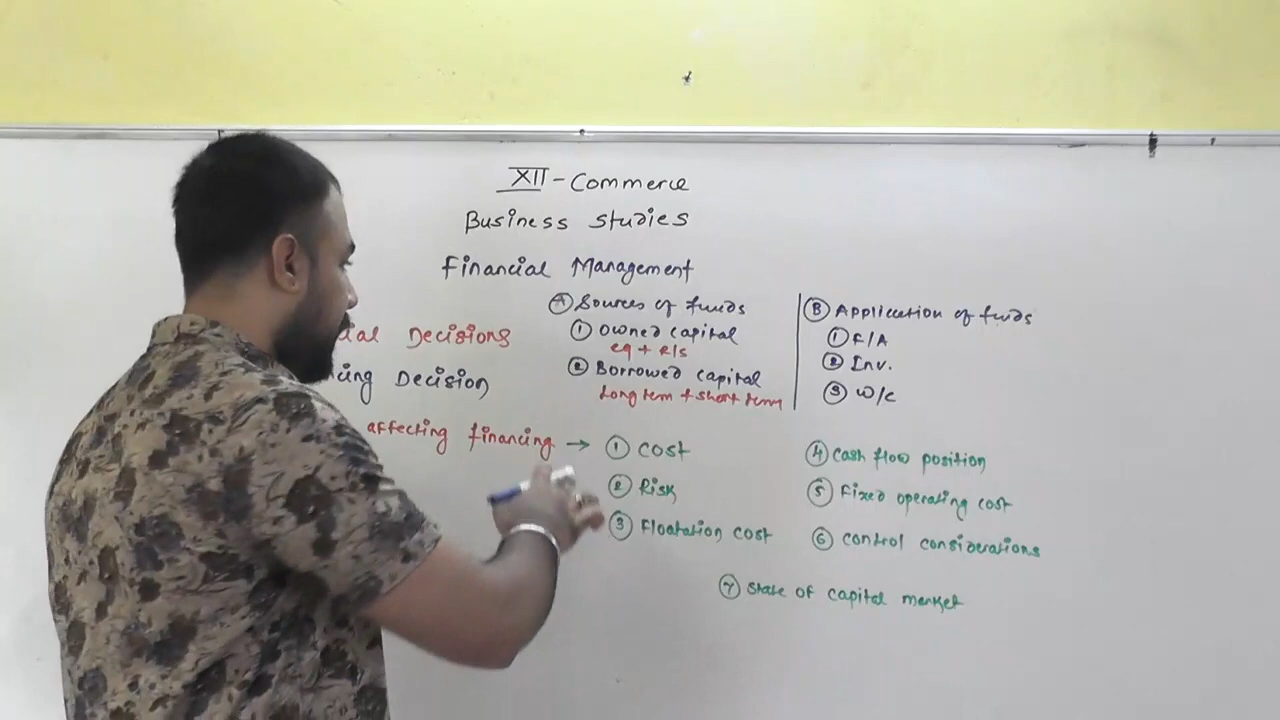 XII - Commerce
Business Studies
Financial Management
Ⓐ Sources of funds
① Owned capital
eq + R/S
② Borrowed capital
Long term + short term
Ⓑ Application of funds
① F/A
② Inv.
③ W/C
Decisions
Decision
affecting financing →
① Cost
② Risk
③ Floatation cost
④ Cash flow position
⑤ Fixed operating cost
⑥ Control considerations
⑦ State of capital market